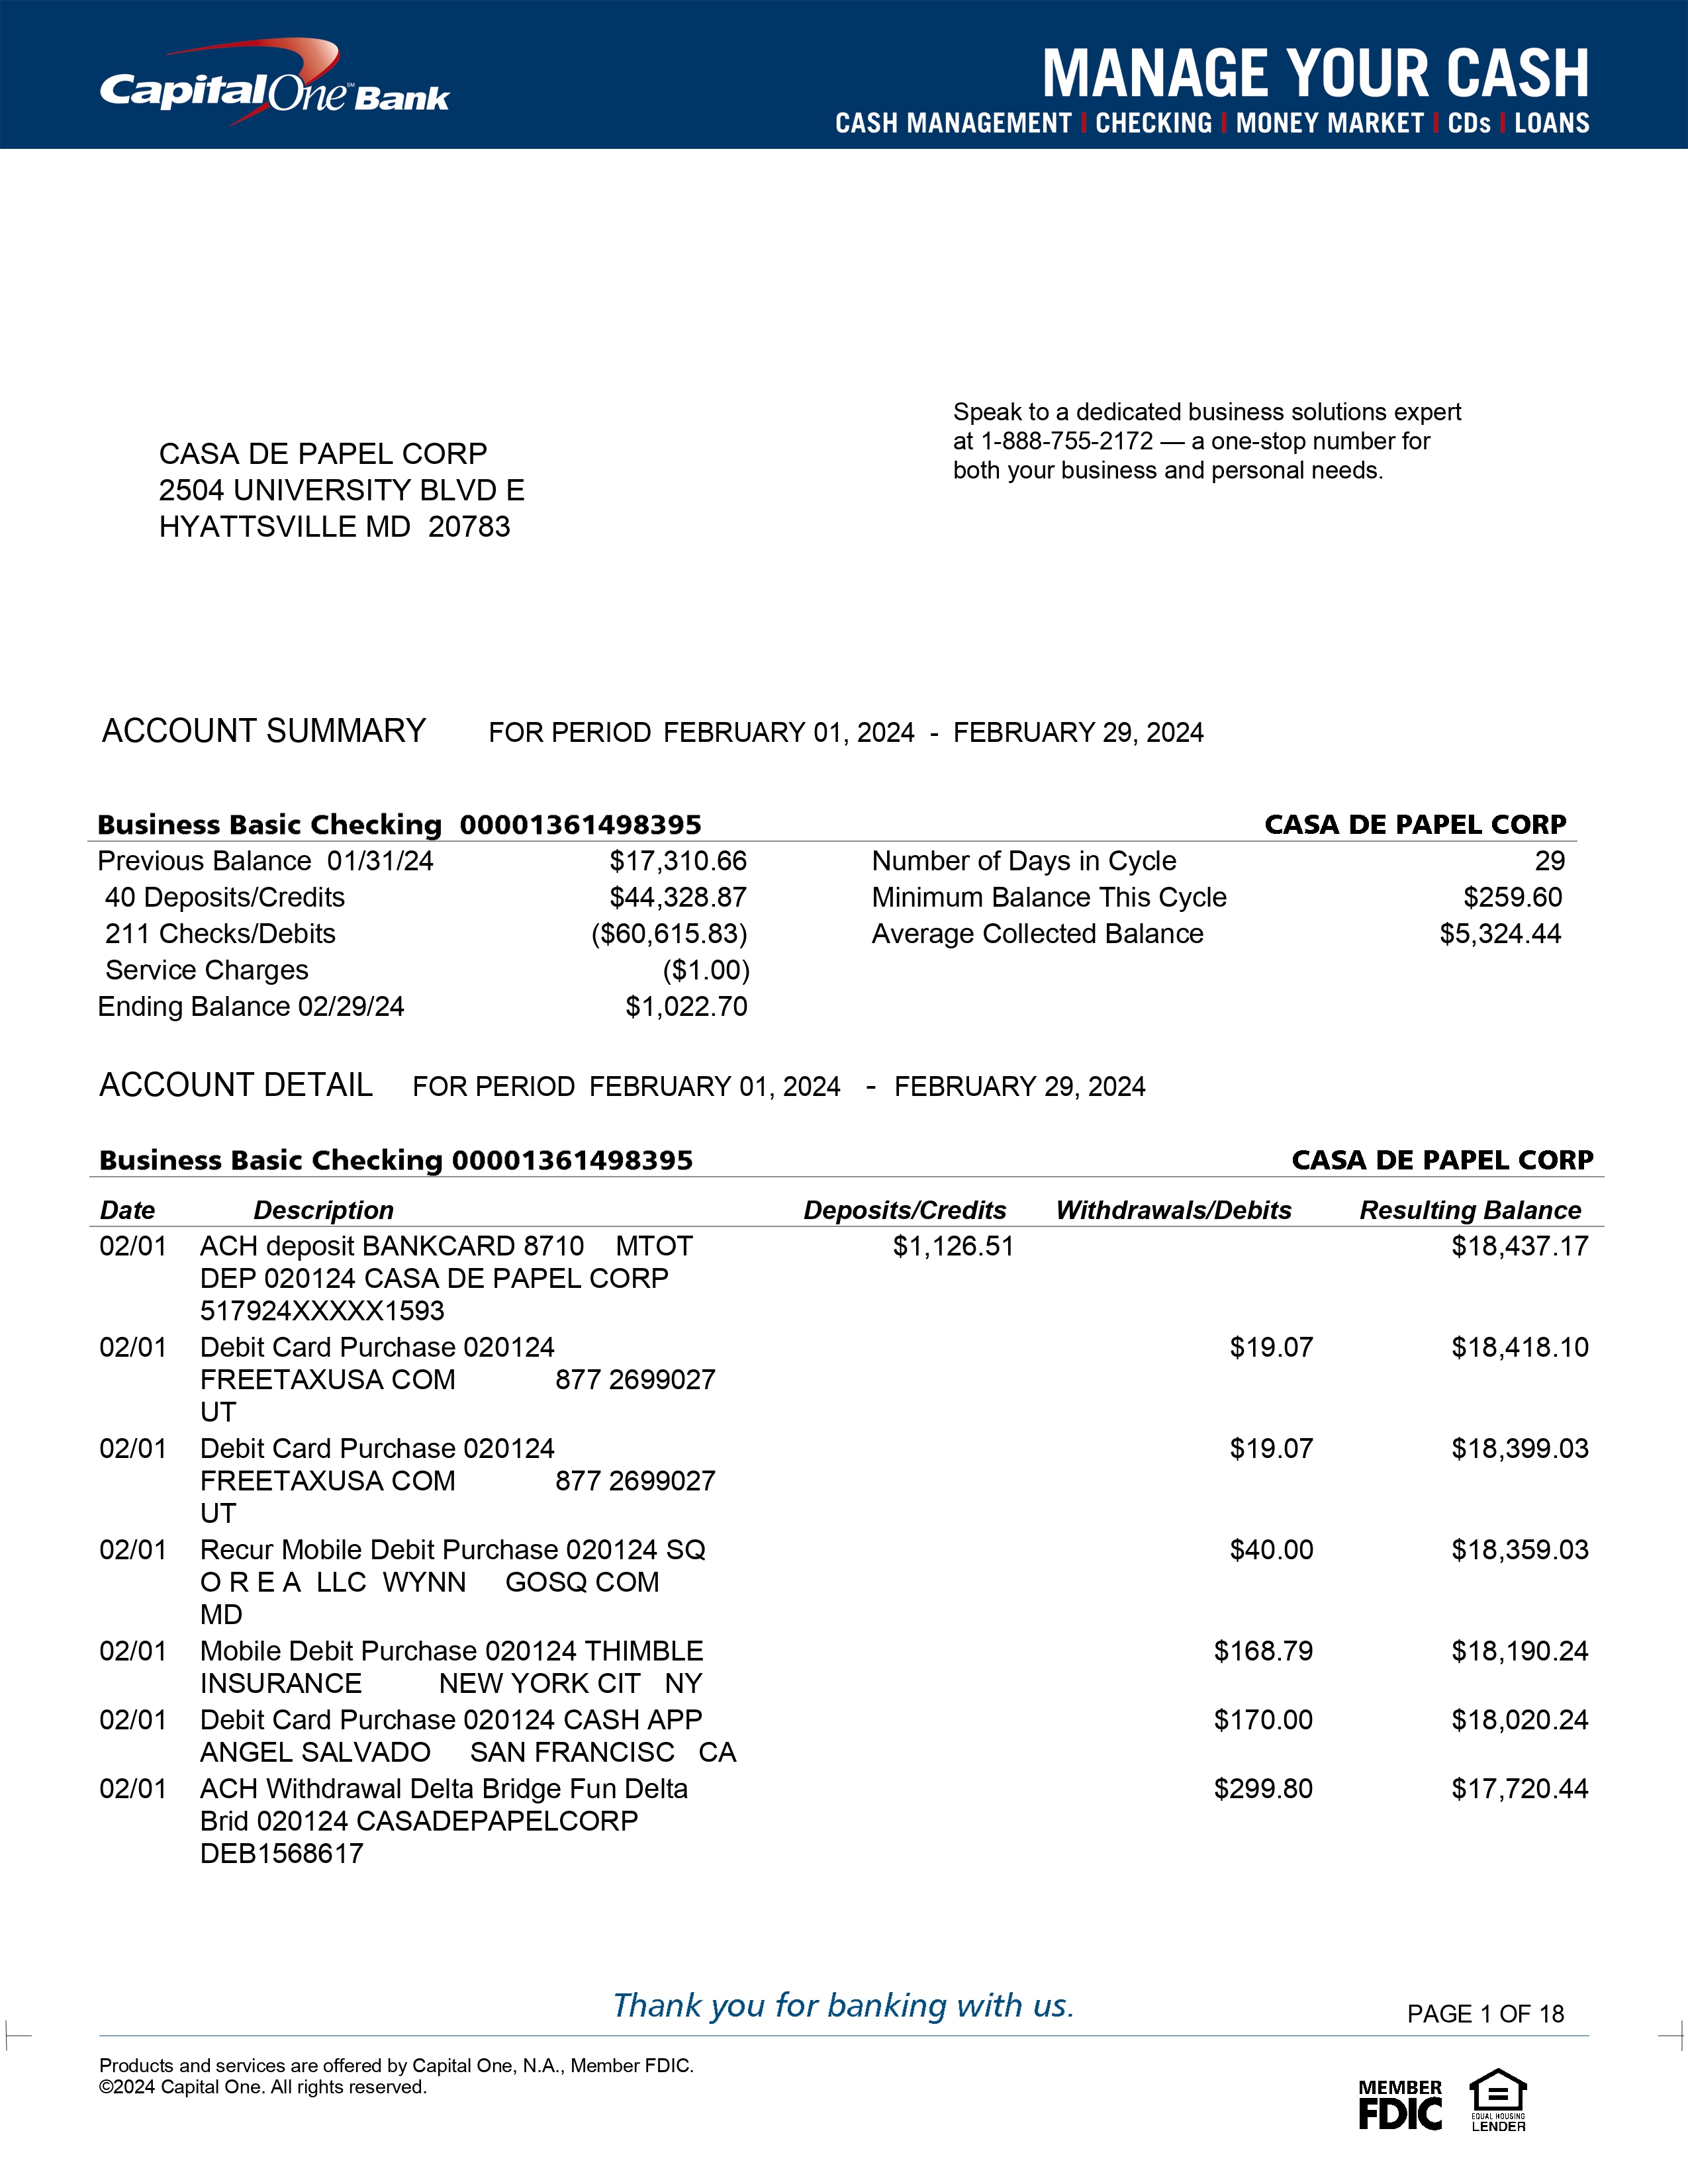 CapitalOne℠ Bank
MANAGE YOUR CASH
CASH MANAGEMENT | CHECKING | MONEY MARKET | CDs | LOANS
Speak to a dedicated business solutions expert
at 1-888-755-2172 — a one-stop number for
both your business and personal needs.
CASA DE PAPEL CORP
2504 UNIVERSITY BLVD E
HYATTSVILLE MD 20783
ACCOUNT SUMMARY FOR PERIOD FEBRUARY 01, 2024 - FEBRUARY 29, 2024
Business Basic Checking 00001361498395 CASA DE PAPEL CORP
Previous Balance 01/31/24 $17,310.66 Number of Days in Cycle 29
40 Deposits/Credits $44,328.87 Minimum Balance This Cycle $259.60
211 Checks/Debits ($60,615.83) Average Collected Balance $5,324.44
Service Charges ($1.00)
Ending Balance 02/29/24 $1,022.70
ACCOUNT DETAIL FOR PERIOD FEBRUARY 01, 2024 - FEBRUARY 29, 2024
Business Basic Checking 00001361498395 CASA DE PAPEL CORP
Date Description Deposits/Credits Withdrawals/Debits Resulting Balance
02/01 ACH deposit BANKCARD 8710 MTOT $1,126.51 $18,437.17
DEP 020124 CASA DE PAPEL CORP
517924XXXXX1593
02/01 Debit Card Purchase 020124 $19.07 $18,418.10
FREETAXUSA COM 877 2699027
UT
02/01 Debit Card Purchase 020124 $19.07 $18,399.03
FREETAXUSA COM 877 2699027
UT
02/01 Recur Mobile Debit Purchase 020124 SQ $40.00 $18,359.03
O R E A LLC WYNN GOSQ COM
MD
02/01 Mobile Debit Purchase 020124 THIMBLE $168.79 $18,190.24
INSURANCE NEW YORK CIT NY
02/01 Debit Card Purchase 020124 CASH APP $170.00 $18,020.24
ANGEL SALVADO SAN FRANCISC CA
02/01 ACH Withdrawal Delta Bridge Fun Delta $299.80 $17,720.44
Brid 020124 CASADEPAPELCORP
DEB1568617
Thank you for banking with us.
PAGE 1 OF 18
Products and services are offered by Capital One, N.A., Member FDIC.
©2024 Capital One. All rights reserved.
MEMBER
FDIC
EQUAL HOUSING
LENDER